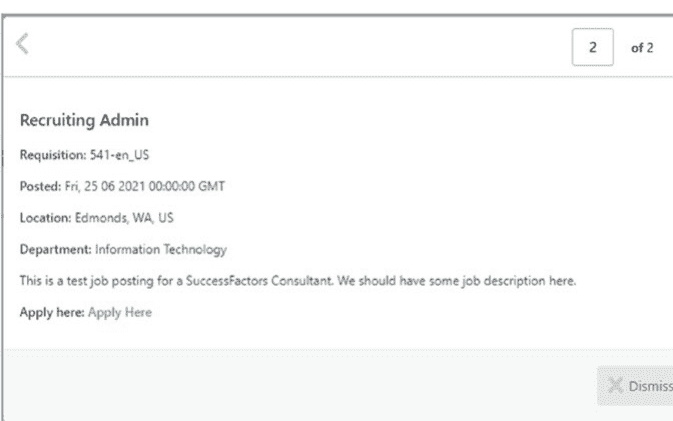 2 of 2
Recruiting Admin
Requisition: 541-en_US
Posted: Fri, 25 06 2021 00:00:00 GMT
Location: Edmonds, WA, US
Department: Information Technology
This is a test job posting for a SuccessFactors Consultant. We should have some job description here.
Apply here: Apply Here
Dismiss